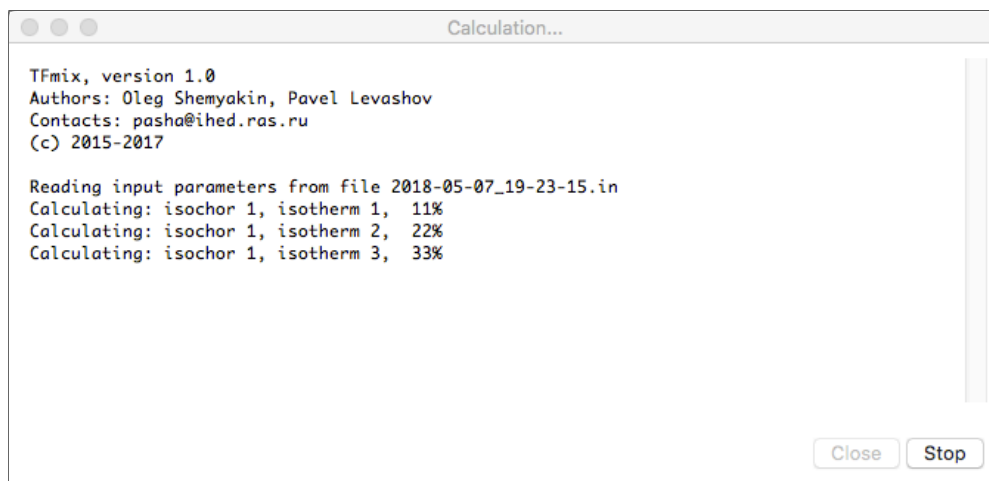 Calculation...
TFmix, version 1.0
Authors: Oleg Shemyakin, Pavel Levashov
Contacts: pasha@ihed.ras.ru
(c) 2015-2017
Reading input parameters from file 2018-05-07_19-23-15.in
Calculating: isochor 1, isotherm 1,  11%
Calculating: isochor 1, isotherm 2,  22%
Calculating: isochor 1, isotherm 3,  33%
Close Stop